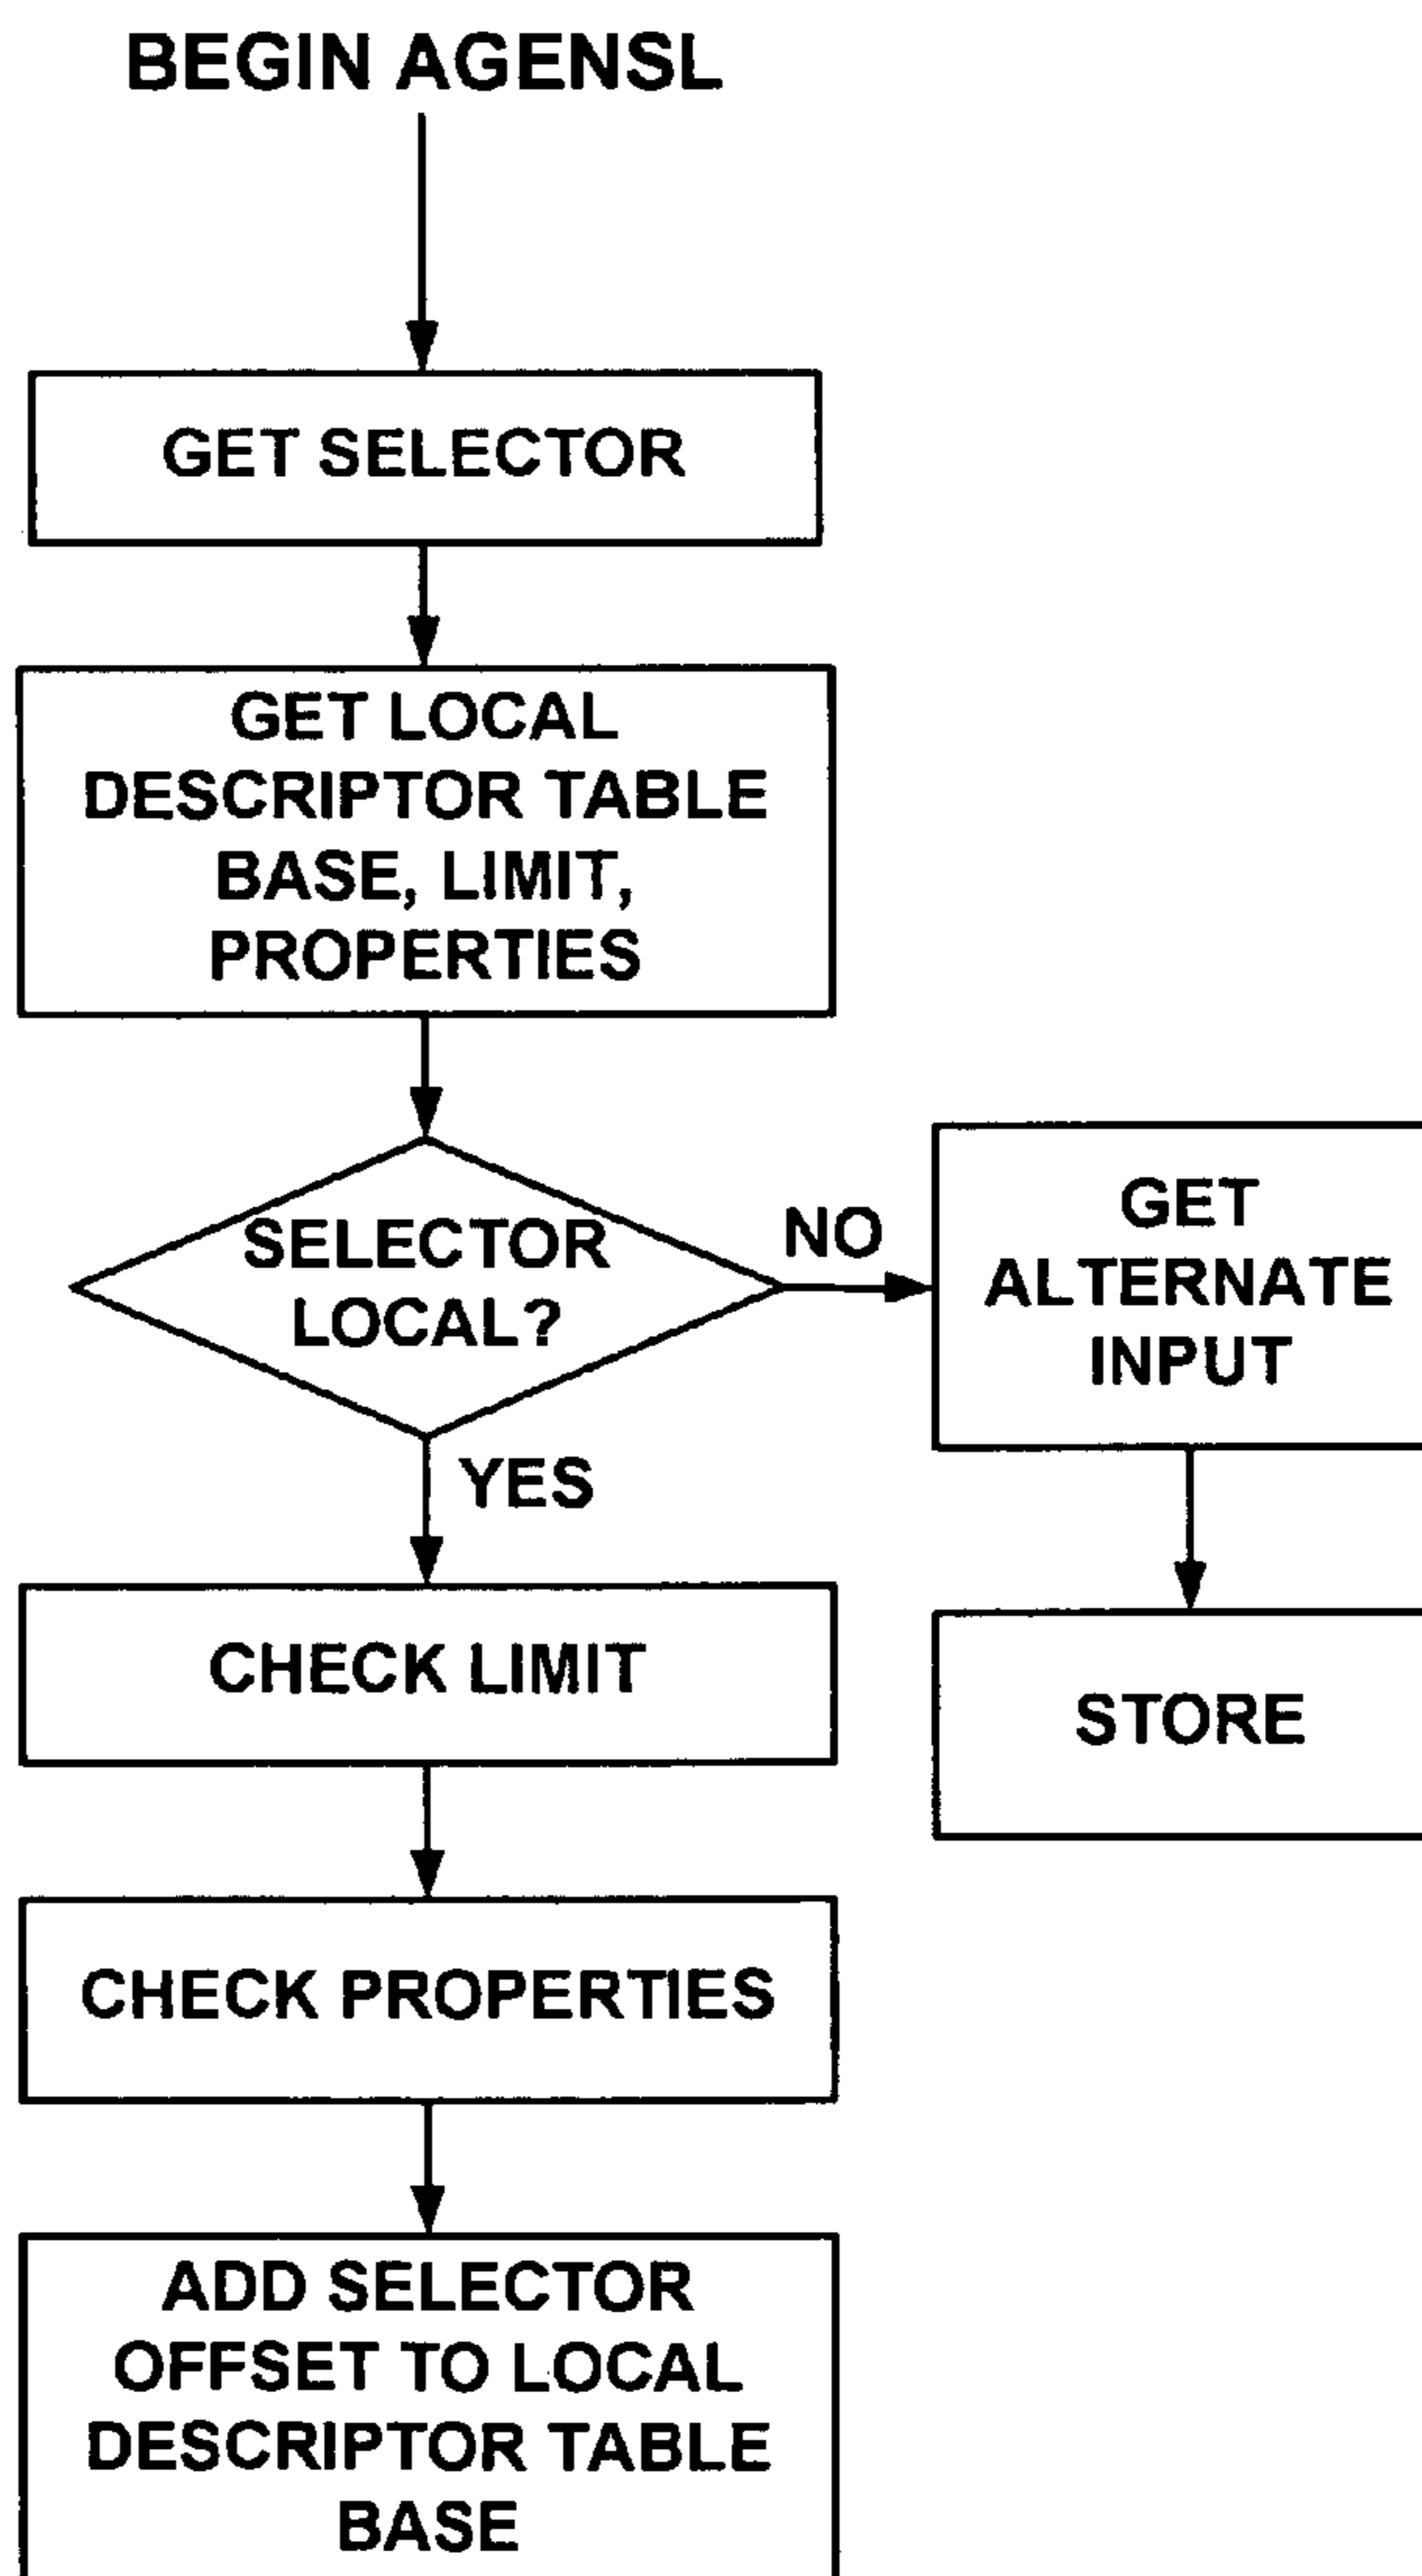 BEGIN AGENSL
GET SELECTOR
GET LOCAL
DESCRIPTOR TABLE
BASE, LIMIT,
PROPERTIES
SELECTOR
LOCAL?
NO
GET
ALTERNATE
INPUT
YES
CHECK LIMIT
STORE
CHECK PROPERTIES
ADD SELECTOR
OFFSET TO LOCAL
DESCRIPTOR TABLE
BASE